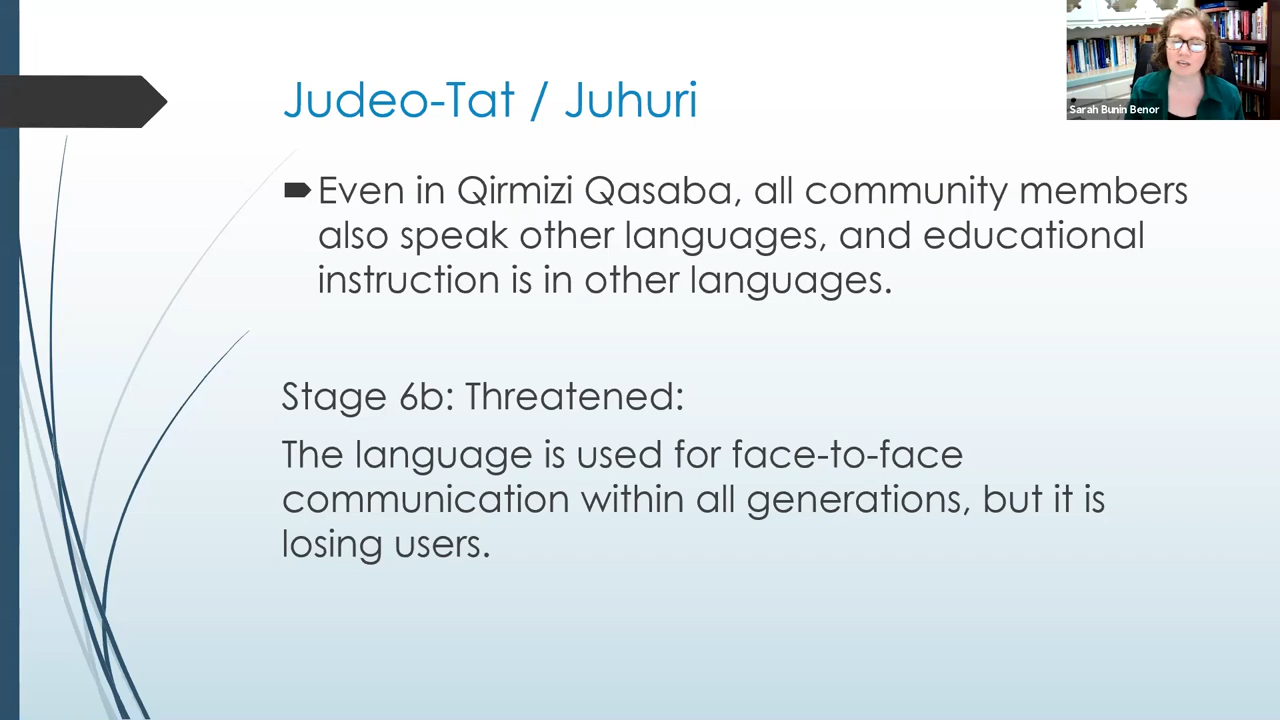 Judeo-Tat / Juhuri
Sarah Bunin Benor
Even in Qirmizi Qasaba, all community members
also speak other languages, and educational
instruction is in other languages.
Stage 6b: Threatened:
The language is used for face-to-face
communication within all generations, but it is
losing users.